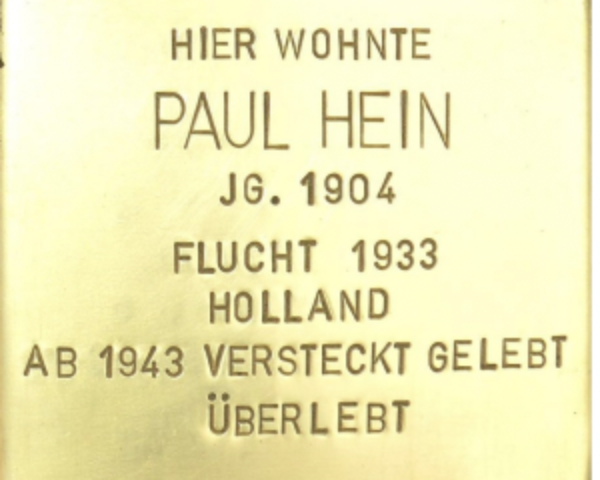 HIER WOHNTE
PAUL HEIN
JG. 1904
FLUCHT 1933
HOLLAND
AB 1943 VERSTECKT GELEBT
ÜBERLEBT